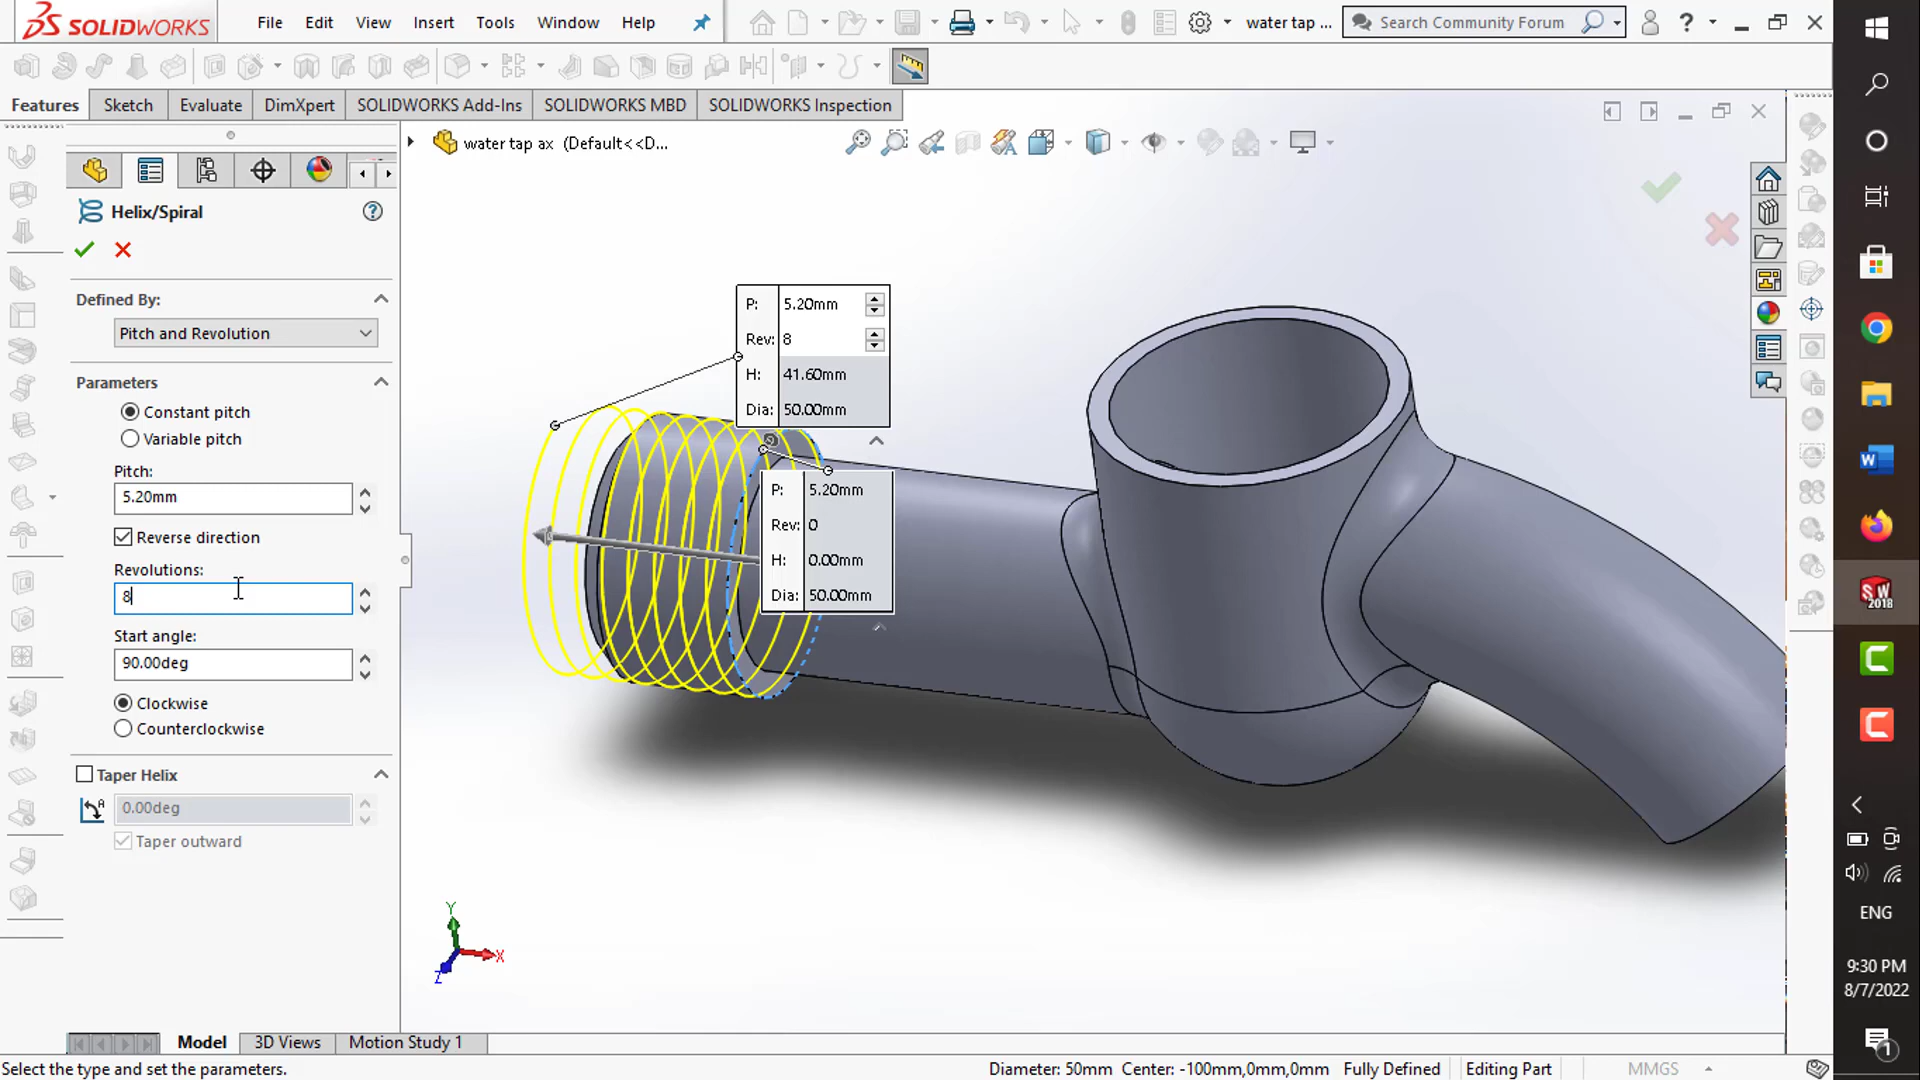 SOLIDWORKS
File Edit View Insert Tools Window Help
water tap ...
Search Community Forum
?
Features Sketch Evaluate DimXpert SOLIDWORKS Add-Ins SOLIDWORKS MBD SOLIDWORKS Inspection
water tap ax (Default<<D...
Helix/Spiral
?
Defined By:
Pitch and Revolution
Parameters
Constant pitch
Variable pitch
Pitch:
5.20mm
Reverse direction
Revolutions:
8
Start angle:
90.00deg
Clockwise
Counterclockwise
Taper Helix
0.00deg
Taper outward
P: 5.20mm
Rev: 8
H: 41.60mm
Dia: 50.00mm
P: 5.20mm
Rev: 0
H: 0.00mm
Dia: 50.00mm
Y
X
Z
Model 3D Views Motion Study 1
Select the type and set the parameters.
Diameter: 50mm Center: -100mm,0mm,0mm Fully Defined Editing Part MMGS
SW
2018
ENG
9:30 PM
8/7/2022
1